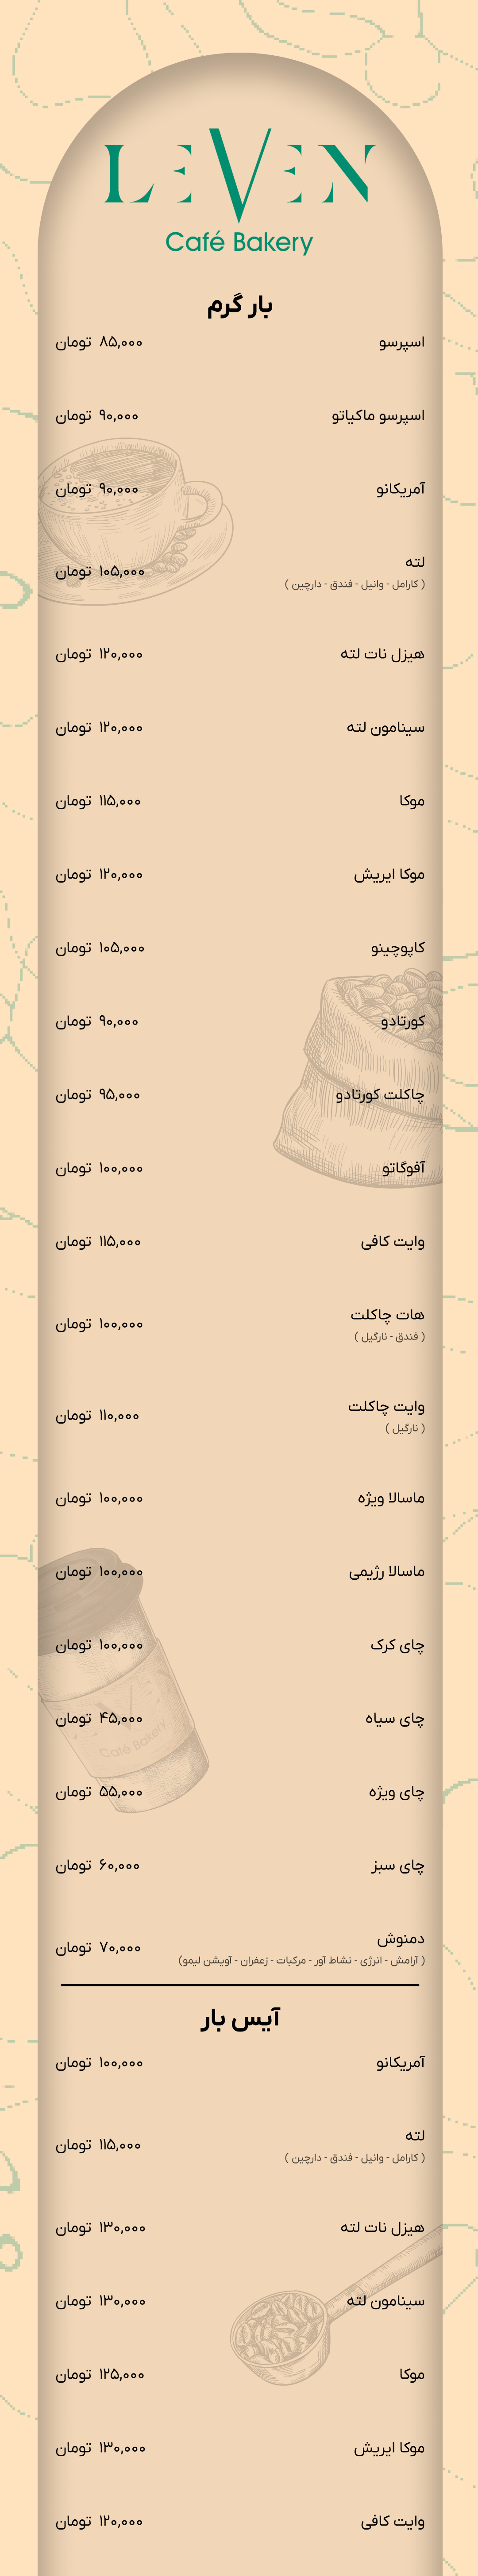 LEVEN
Café Bakery
بار گرم
اسپرسو ۸۵,۰۰۰ تومان
اسپرسو ماکیاتو ۹۰,۰۰۰ تومان
آمریکانو ۹۰,۰۰۰ تومان
لته ۱۰۵,۰۰۰ تومان
( کارامل - وانیل - فندق - دارچین )
هیزل نات لته ۱۲۰,۰۰۰ تومان
سینامون لته ۱۲۰,۰۰۰ تومان
موکا ۱۱۵,۰۰۰ تومان
موکا ایریش ۱۲۰,۰۰۰ تومان
کاپوچینو ۱۰۵,۰۰۰ تومان
کورتادو ۹۰,۰۰۰ تومان
چاکلت کورتادو ۹۵,۰۰۰ تومان
آفوگاتو ۱۰۰,۰۰۰ تومان
وایت کافی ۱۱۵,۰۰۰ تومان
هات چاکلت ۱۰۰,۰۰۰ تومان
( فندق - نارگیل )
وایت چاکلت ۱۱۰,۰۰۰ تومان
( نارگیل )
ماسالا ویژه ۱۰۰,۰۰۰ تومان
ماسالا رژیمی ۱۰۰,۰۰۰ تومان
چای کرک ۱۰۰,۰۰۰ تومان
چای سیاه ۴۵,۰۰۰ تومان
Café Bakery
چای ویژه ۵۵,۰۰۰ تومان
چای سبز ۶۰,۰۰۰ تومان
دمنوش ۷۰,۰۰۰ تومان
( آرامش - انرژی - نشاط آور - مرکبات - زعفران - آویشن لیمو)
آیس بار
آمریکانو ۱۰۰,۰۰۰ تومان
لته ۱۱۵,۰۰۰ تومان
( کارامل - وانیل - فندق - دارچین )
هیزل نات لته ۱۳۰,۰۰۰ تومان
سینامون لته ۱۳۰,۰۰۰ تومان
موکا ۱۲۵,۰۰۰ تومان
موکا ایریش ۱۳۰,۰۰۰ تومان
وایت کافی ۱۲۰,۰۰۰ تومان